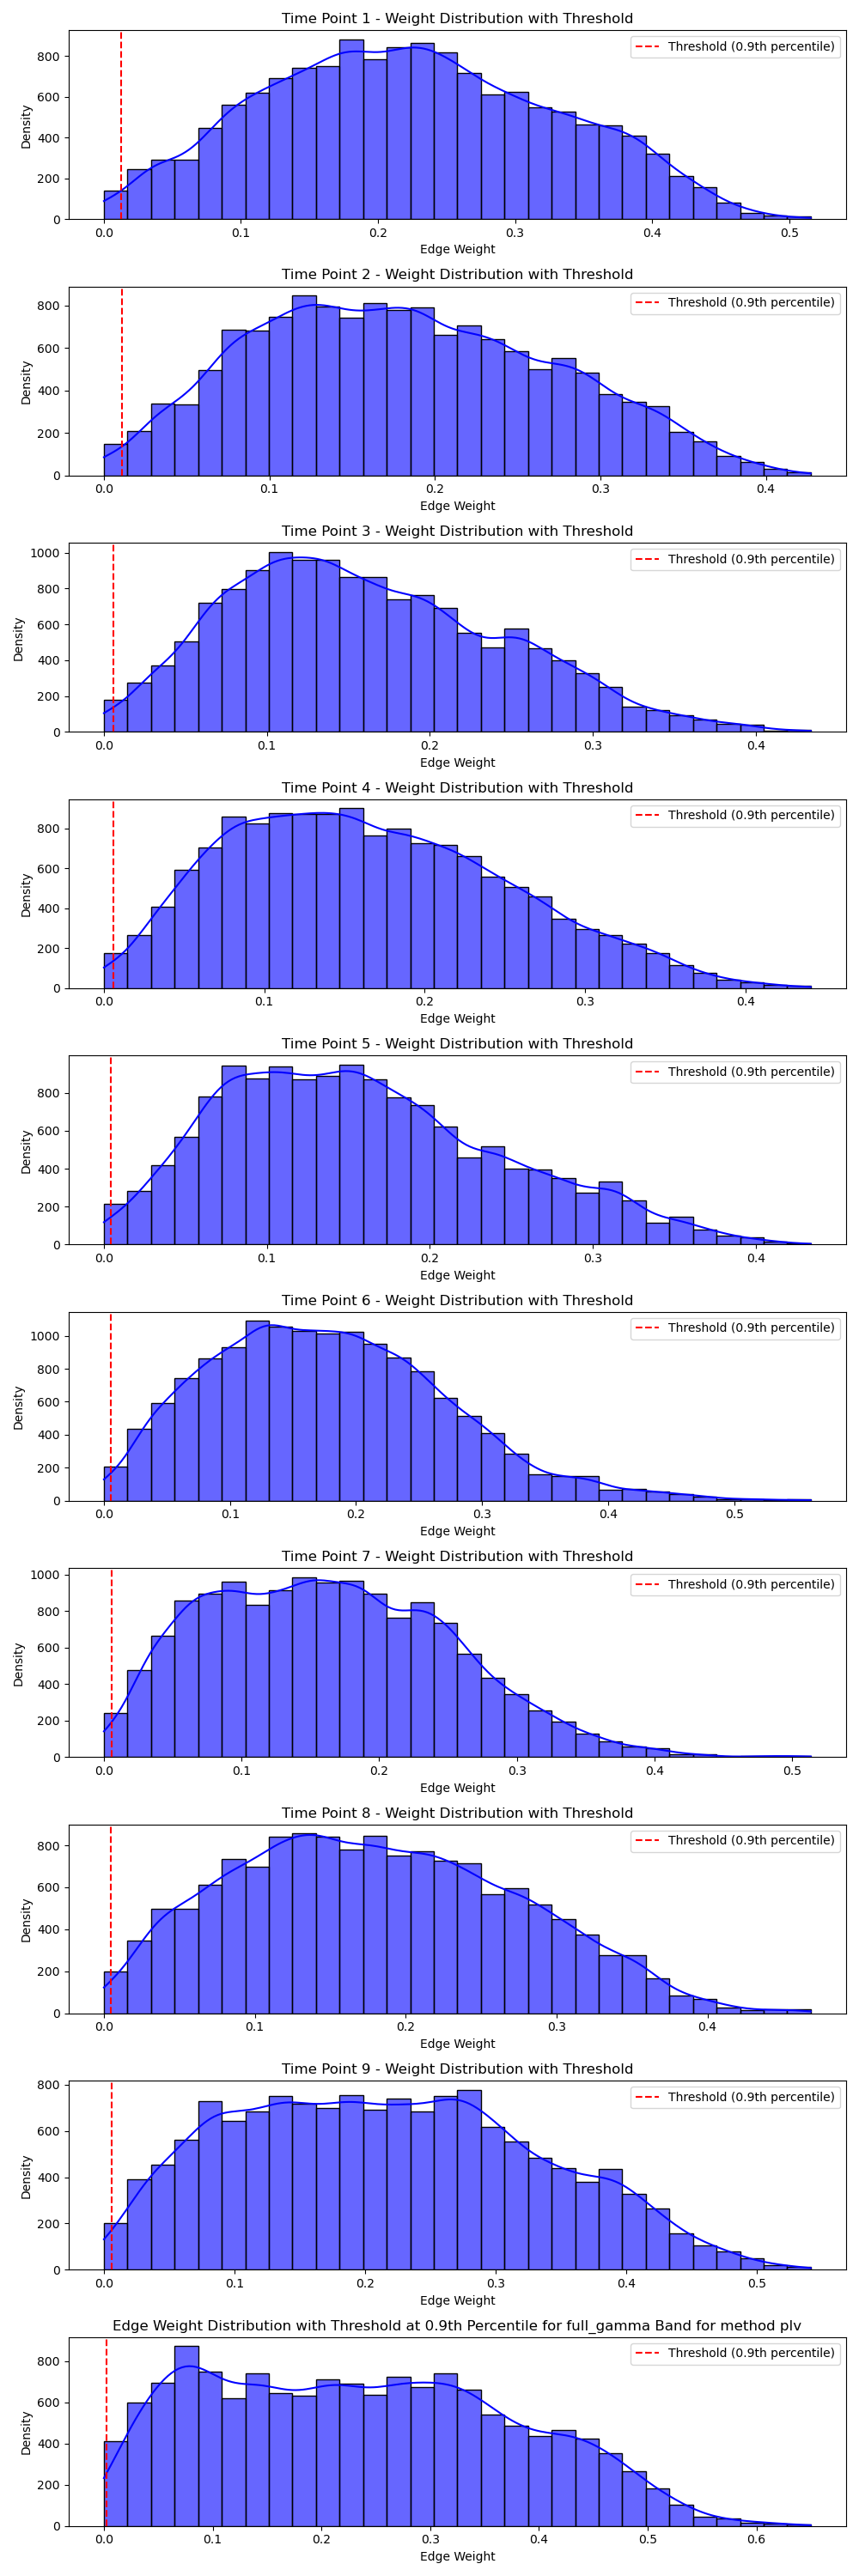 Time Point 1 - Weight Distribution with Threshold
Threshold (0.9th percentile)
Density
800
600
400
200
0
0.0 0.1 0.2 0.3 0.4 0.5
Edge Weight
Time Point 2 - Weight Distribution with Threshold
Threshold (0.9th percentile)
Density
800
600
400
200
0
0.0 0.1 0.2 0.3 0.4
Edge Weight
Time Point 3 - Weight Distribution with Threshold
Threshold (0.9th percentile)
Density
1000
800
600
400
200
0
0.0 0.1 0.2 0.3 0.4
Edge Weight
Time Point 4 - Weight Distribution with Threshold
Threshold (0.9th percentile)
Density
800
600
400
200
0
0.0 0.1 0.2 0.3 0.4
Edge Weight
Time Point 5 - Weight Distribution with Threshold
Threshold (0.9th percentile)
Density
800
600
400
200
0
0.0 0.1 0.2 0.3 0.4
Edge Weight
Time Point 6 - Weight Distribution with Threshold
Threshold (0.9th percentile)
Density
1000
800
600
400
200
0
0.0 0.1 0.2 0.3 0.4 0.5
Edge Weight
Time Point 7 - Weight Distribution with Threshold
Threshold (0.9th percentile)
Density
1000
800
600
400
200
0
0.0 0.1 0.2 0.3 0.4 0.5
Edge Weight
Time Point 8 - Weight Distribution with Threshold
Threshold (0.9th percentile)
Density
800
600
400
200
0
0.0 0.1 0.2 0.3 0.4
Edge Weight
Time Point 9 - Weight Distribution with Threshold
Threshold (0.9th percentile)
Density
800
600
400
200
0
0.0 0.1 0.2 0.3 0.4 0.5
Edge Weight
Edge Weight Distribution with Threshold at 0.9th Percentile for full_gamma Band for method plv
Threshold (0.9th percentile)
Density
800
600
400
200
0
0.0 0.1 0.2 0.3 0.4 0.5 0.6
Edge Weight